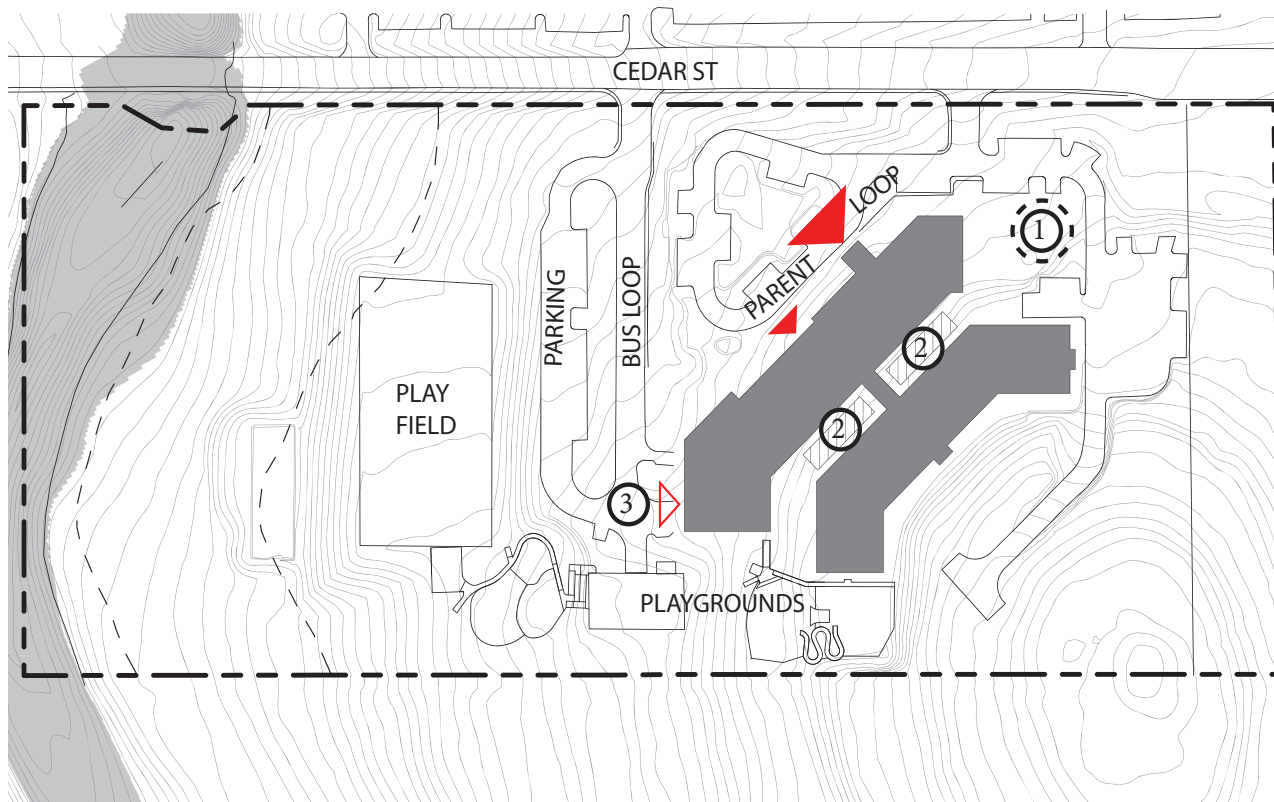 CEDAR ST
LOOP
PARENT
1
PARKING
BUS LOOP
2
PLAY
FIELD
2
3
PLAYGROUNDS